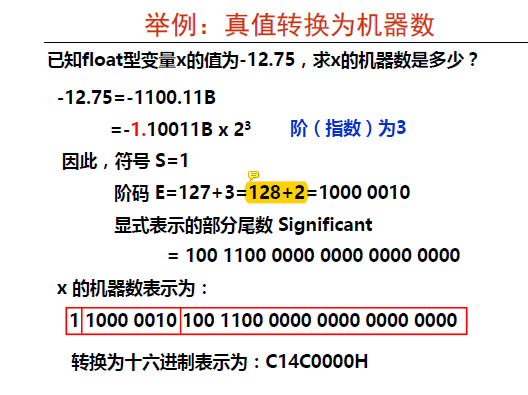 举例：真值转换为机器数
已知float型变量x的值为-12.75，求x的机器数是多少？
-12.75=-1100.11B
=-1.10011B x 2³ 阶（指数）为3
因此，符号 S=1
阶码 E=127+3=128+2=1000 0010
显式表示的部分尾数 Significant
= 100 1100 0000 0000 0000 0000
x 的机器数表示为：
1 1000 0010 100 1100 0000 0000 0000 0000
转换为十六进制表示为：C14C0000H